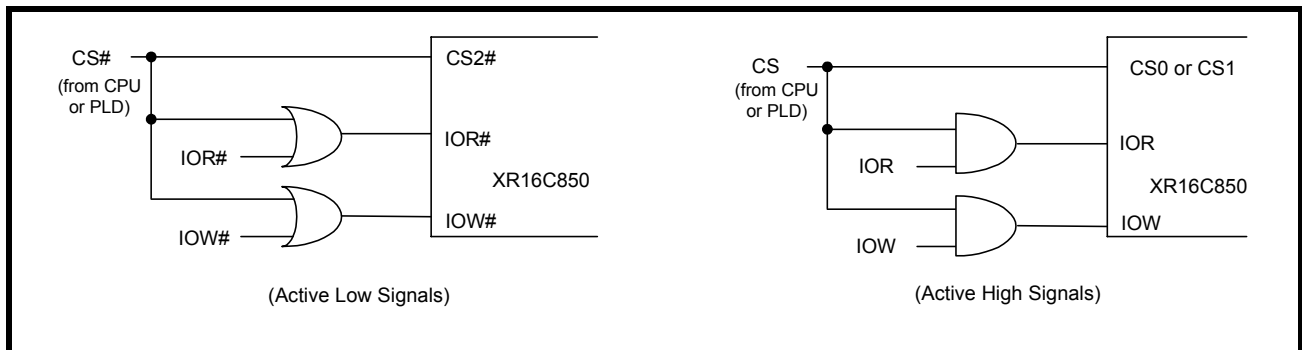 CS#
(from CPU
or PLD)
CS2#
IOR#
IOR#
XR16C850
IOW#
IOW#
(Active Low Signals)
CS
(from CPU
or PLD)
CS0 or CS1
IOR
IOR
XR16C850
IOW
IOW
(Active High Signals)